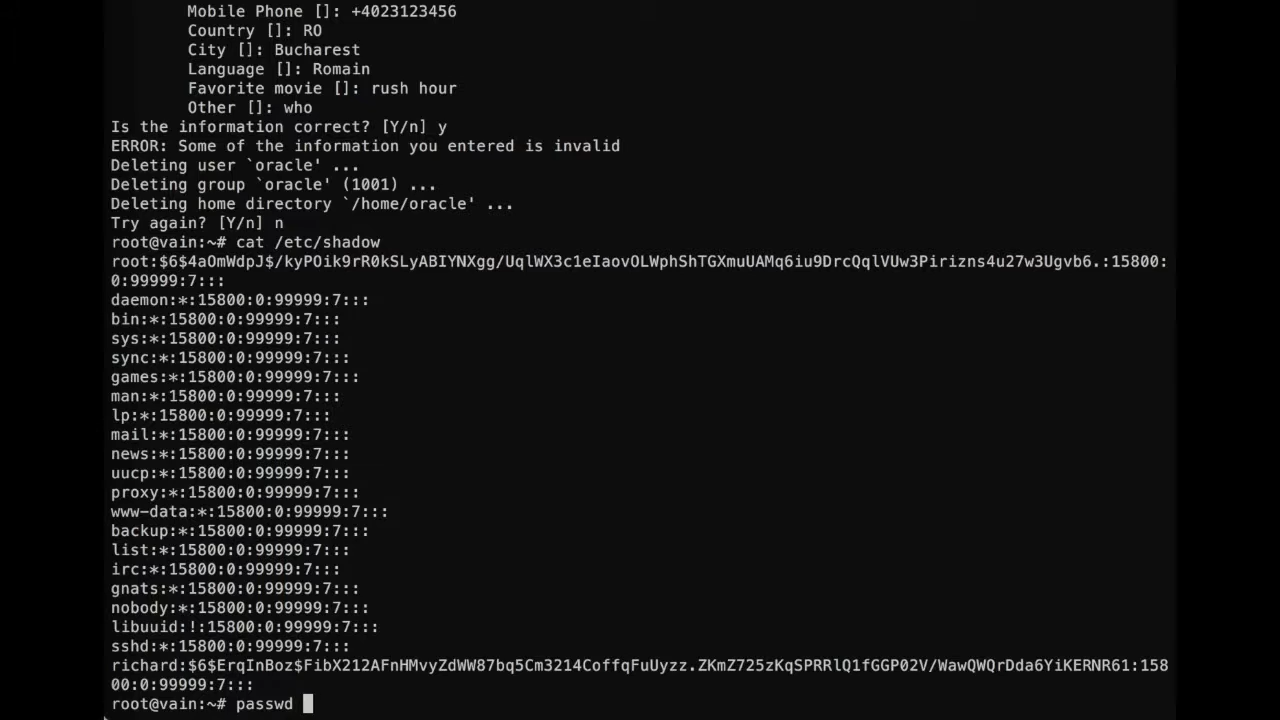 Mobile Phone []: +4023123456
Country []: RO
City []: Bucharest
Language []: Romain
Favorite movie []: rush hour
Other []: who
Is the information correct? [Y/n] y
ERROR: Some of the information you entered is invalid
Deleting user `oracle' ...
Deleting group `oracle' (1001) ...
Deleting home directory `/home/oracle' ...
Try again? [Y/n] n
root@vain:~# cat /etc/shadow
root:$6$4aOmWdpJ$/kyPOik9rR0kSLyABIYNXgg/UqlWX3c1eIaovOLWphShTGXmuUAMq6iu9DrcQqlVUw3Pirizns4u27w3Ugvb6.:15800:
0:99999:7:::
daemon:*:15800:0:99999:7:::
bin:*:15800:0:99999:7:::
sys:*:15800:0:99999:7:::
sync:*:15800:0:99999:7:::
games:*:15800:0:99999:7:::
man:*:15800:0:99999:7:::
lp:*:15800:0:99999:7:::
mail:*:15800:0:99999:7:::
news:*:15800:0:99999:7:::
uucp:*:15800:0:99999:7:::
proxy:*:15800:0:99999:7:::
www-data:*:15800:0:99999:7:::
backup:*:15800:0:99999:7:::
list:*:15800:0:99999:7:::
irc:*:15800:0:99999:7:::
gnats:*:15800:0:99999:7:::
nobody:*:15800:0:99999:7:::
libuuid:!:15800:0:99999:7:::
sshd:*:15800:0:99999:7:::
richard:$6$ErqInBoz$FibX212AFnHMvyZdWW87bq5Cm3214CoffqFuUyzz.ZKmZ725zKqSPRRlQ1fGGP02V/WawQWQrDda6YiKERNR61:158
00:0:99999:7:::
root@vain:~# passwd